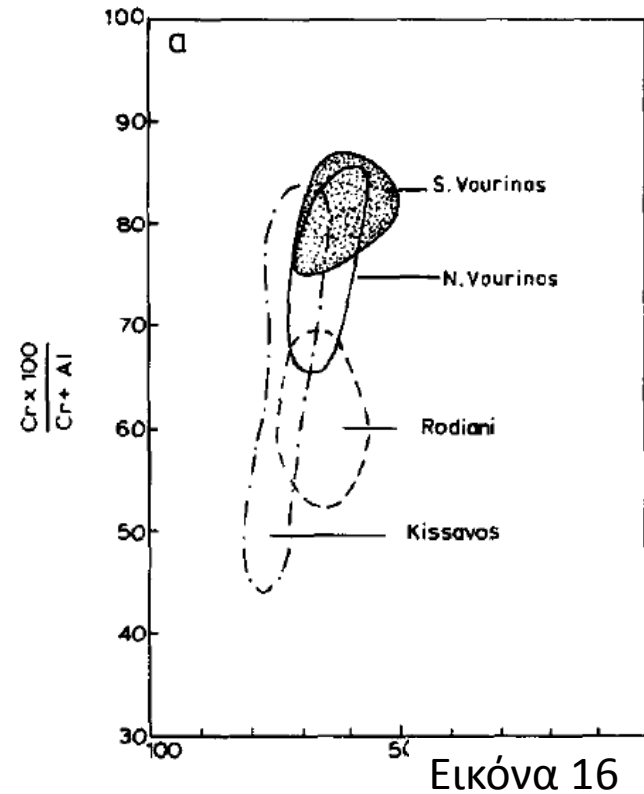 100
a
90
80
70
60
50
40
30
Cr x 100
Cr + Al
S. Vourinos
N. Vourinos
Rodiani
Kissavos
100
Εικόνα 16